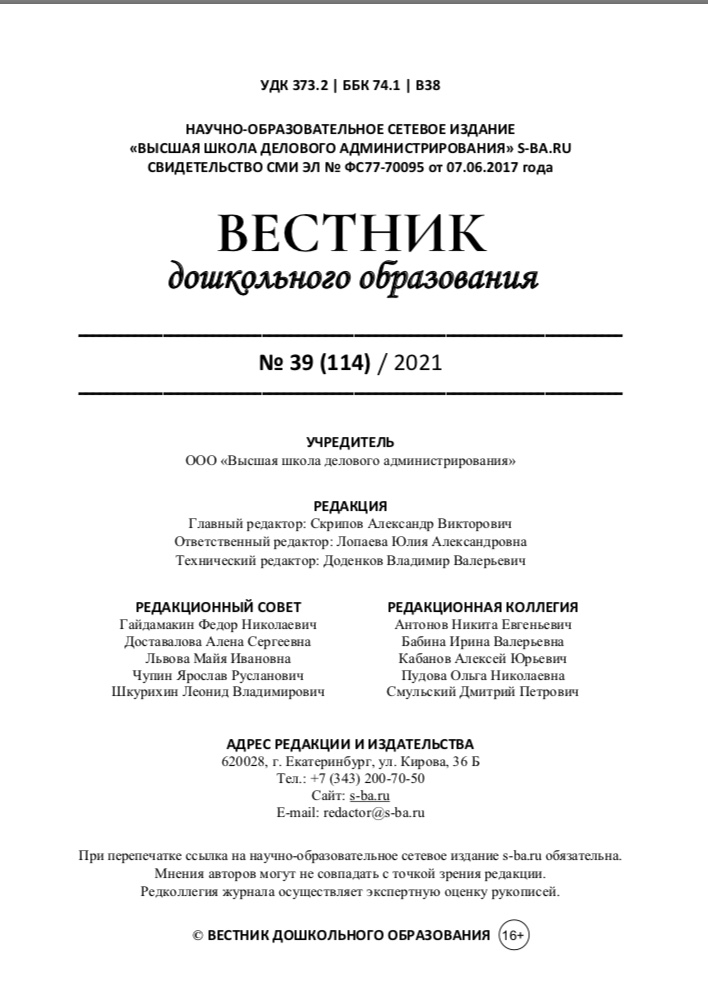 УДК 373.2 | ББК 74.1 | В38
НАУЧНО-ОБРАЗОВАТЕЛЬНОЕ СЕТЕВОЕ ИЗДАНИЕ
«ВЫСШАЯ ШКОЛА ДЕЛОВОГО АДМИНИСТРИРОВАНИЯ» S-BA.RU
СВИДЕТЕЛЬСТВО СМИ ЭЛ № ФС77-70095 от 07.06.2017 года
ВЕСТНИК
дошкольного образования
№ 39 (114) / 2021
УЧРЕДИТЕЛЬ
ООО «Высшая школа делового администрирования»
РЕДАКЦИЯ
Главный редактор: Скрипов Александр Викторович
Ответственный редактор: Лопаева Юлия Александровна
Технический редактор: Доденков Владимир Валерьевич
РЕДАКЦИОННЫЙ СОВЕТ
Гайдамакин Федор Николаевич
Доставалова Алена Сергеевна
Львова Майя Ивановна
Чупин Ярослав Русланович
Шкурихин Леонид Владимирович
РЕДАКЦИОННАЯ КОЛЛЕГИЯ
Антонов Никита Евгеньевич
Бабина Ирина Валерьевна
Кабанов Алексей Юрьевич
Пудова Ольга Николаевна
Смульский Дмитрий Петрович
АДРЕС РЕДАКЦИИ И ИЗДАТЕЛЬСТВА
620028, г. Екатеринбург, ул. Кирова, 36 Б
Тел.: +7 (343) 200-70-50
Сайт: s-ba.ru
E-mail: redactor@s-ba.ru
При перепечатке ссылка на научно-образовательное сетевое издание s-ba.ru обязательна.
Мнения авторов могут не совпадать с точкой зрения редакции.
Редколлегия журнала осуществляет экспертную оценку рукописей.
© ВЕСТНИК ДОШКОЛЬНОГО ОБРАЗОВАНИЯ 16+